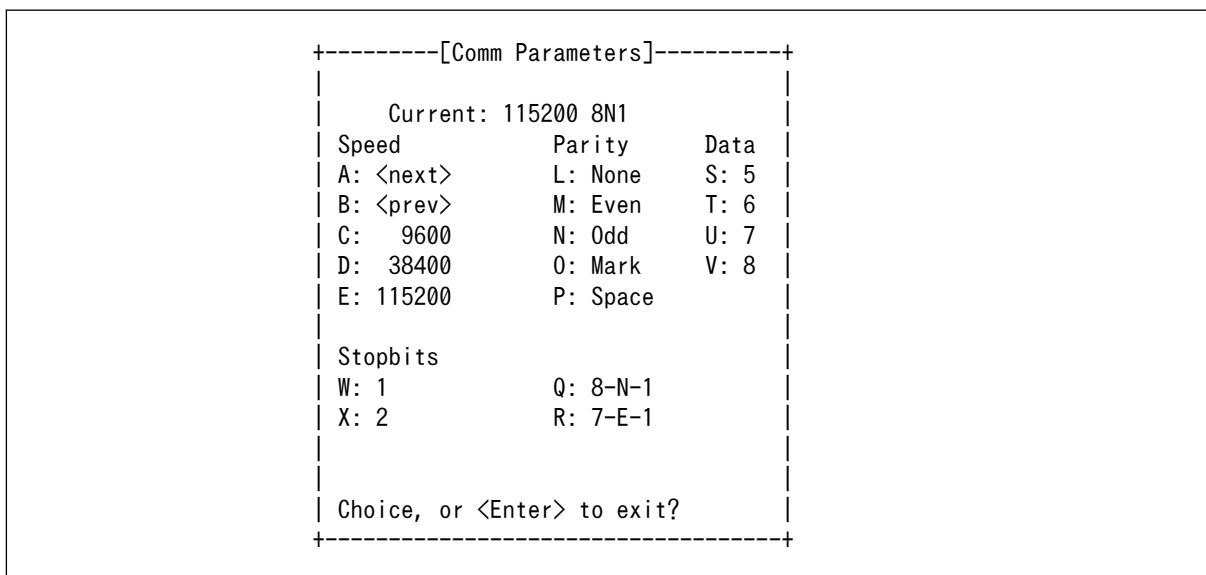 +---------[Comm Parameters]----------+
|                                    |
|     Current: 115200 8N1            |
| Speed            Parity      Data  |
| A: <next>        L: None     S: 5  |
| B: <prev>        M: Even     T: 6  |
| C:   9600        N: Odd      U: 7  |
| D:  38400        O: Mark     V: 8  |
| E: 115200        P: Space          |
|                                    |
| Stopbits                           |
| W: 1             Q: 8-N-1          |
| X: 2             R: 7-E-1          |
|                                    |
|                                    |
| Choice, or <Enter> to exit?        |
+------------------------------------+